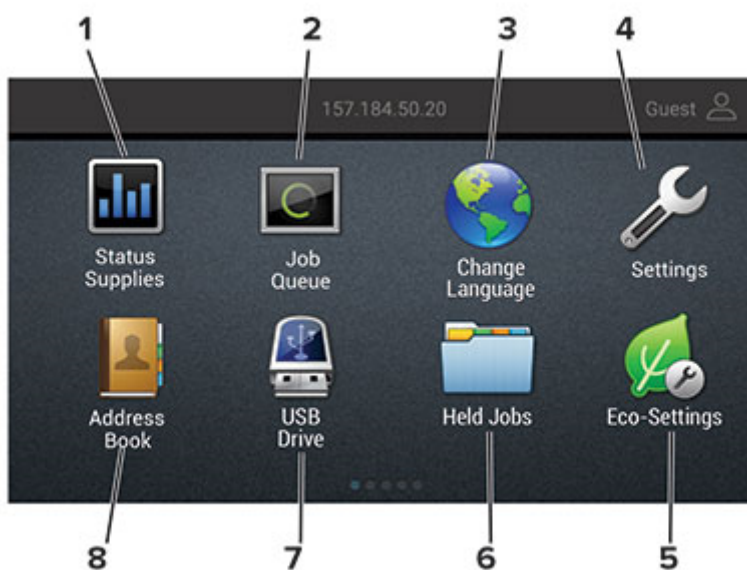 1 2 3 4
157.184.50.20 Guest
Status
Supplies
Job
Queue
Change
Language
Settings
Address
Book
USB
Drive
Held Jobs
Eco-Settings
8 7 6 5